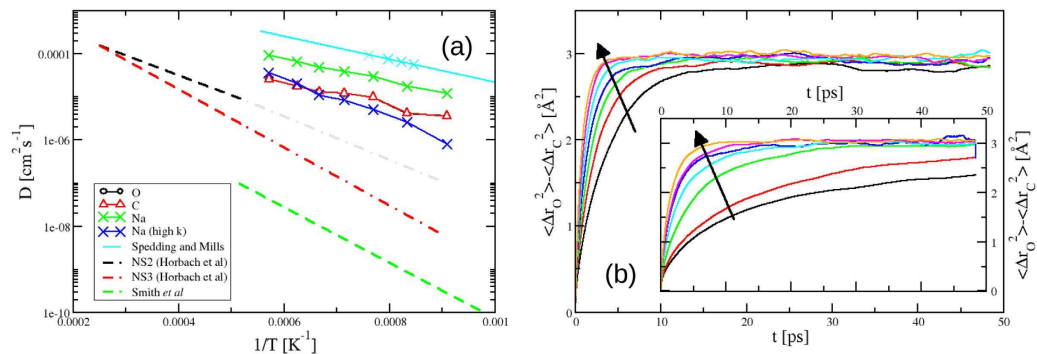 (a)
D [cm² s⁻¹]
0.0001
1e-06
1e-08
1e-10
O
C
Na
Na (high k)
Spedding and Mills
NS2 (Horbach et al)
NS3 (Horbach et al)
Smith et al
0.0002
0.0004
0.0006
0.0008
0.001
1/T [K⁻¹]
<Δr_O²>-<Δr_C²> [Å²]
3
2
1
0
0 10 20 30 40 50
t [ps]
t [ps]
0 10 20 30 40 50
3
2
1
0
<Δr_O²>-<Δr_C²> [Å²]
(b)